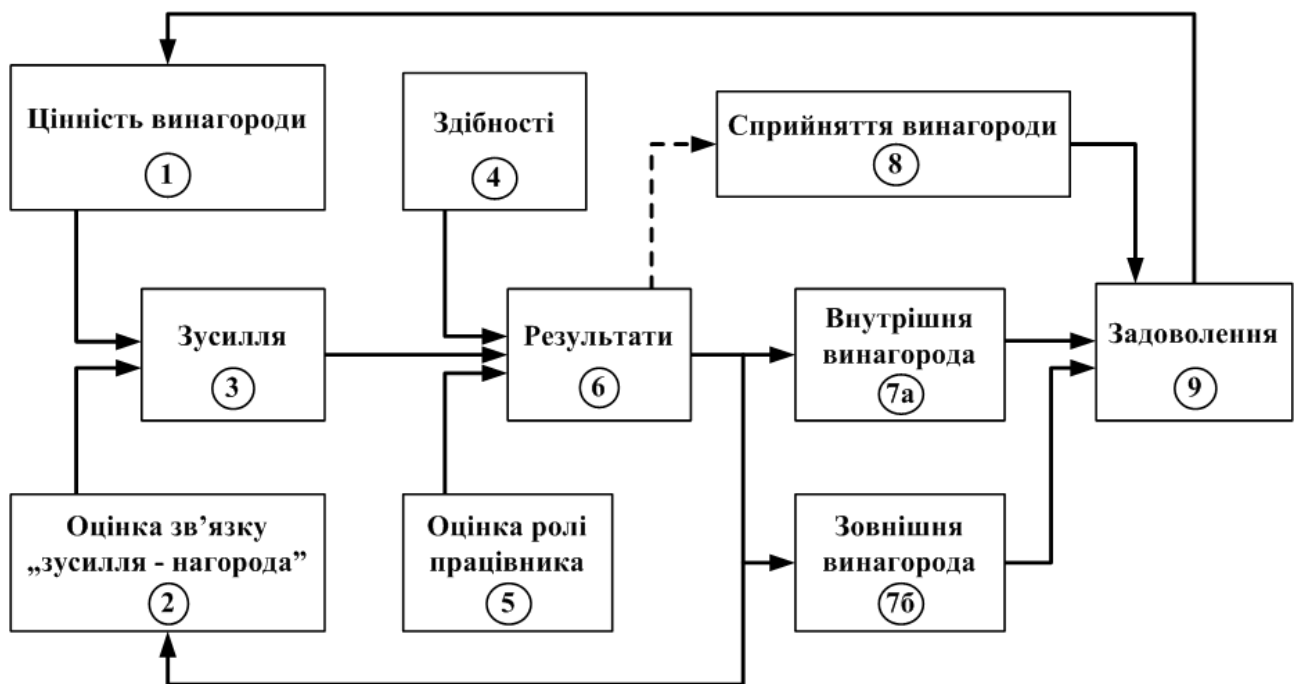 Цінність винагороди
1
Здібності
4
Сприйняття винагороди
8
Зусилля
3
Результати
6
Внутрішня
винагорода
7а
Задоволення
9
Оцінка зв’язку
„зусилля - нагорода”
2
Оцінка ролі
працівника
5
Зовнішня
винагорода
7б